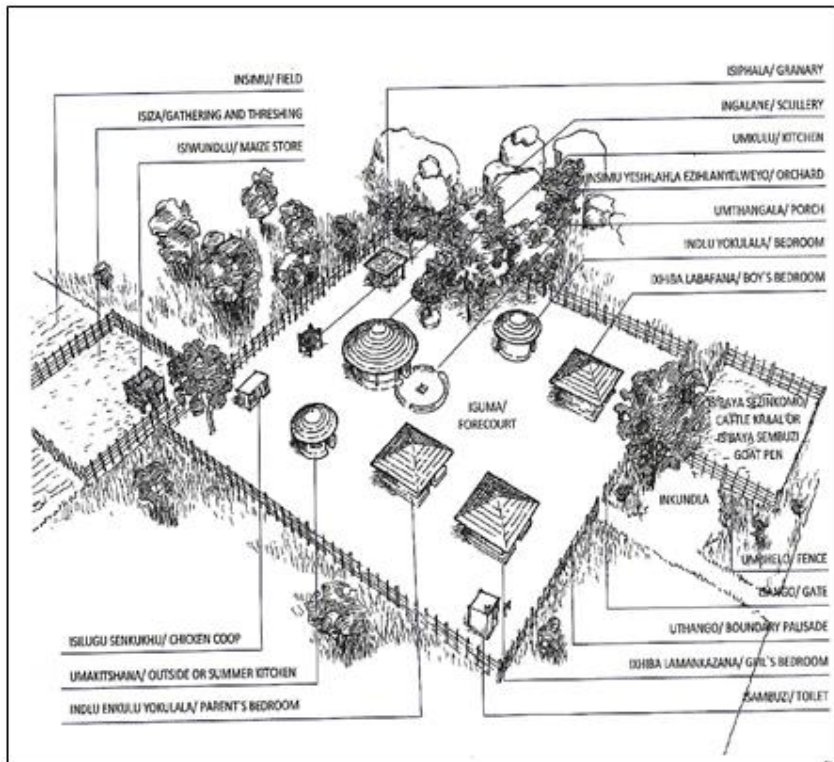 INSIMU/ FIELD
ISIZA/GATHERING AND THRESHING
ISIWUNDLU/ MAIZE STORE
ISIPHALA/ GRANARY
INGALANE/ SCULLERY
UMKULU/ KITCHEN
INSIMU YESIHLAHLA EZIHLANYELWEYO/ ORCHARD
UMTHANGALA/ PORCH
INDLU YOKULALA/ BEDROOM
IXHIBA LABAFANA/ BOY'S BEDROOM
IGUMA/
FORECOURT
ISIBAYA SEZINKOMO/
CATTLE KRAAL OR
ISIBAYA SEMBUZI
GOAT PEN
INKUNDLA
FENCE
ISANGO/ GATE
UTHANGO/ BOUNDARY PALISADE
IXHIBA LAMANKAZANA/ GIRL'S BEDROOM
ISAMBUZI/ TOILET
ISILUGU SENKUKHU/ CHICKEN COOP
UMAKITSHANA/ OUTSIDE OR SUMMER KITCHEN
INDLU ENKULU YOKULALA/ PARENT'S BEDROOM